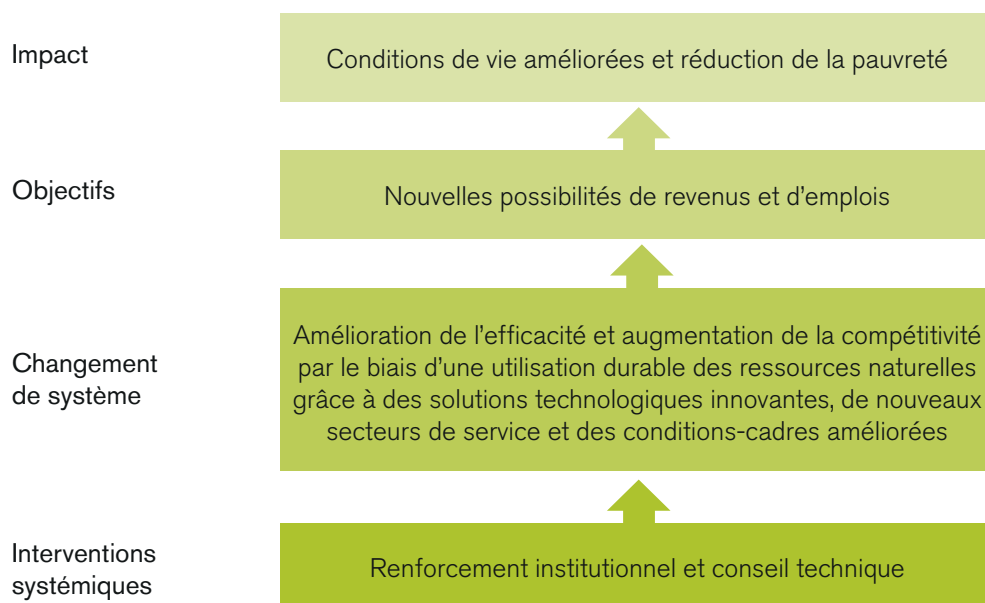 Impact
Conditions de vie améliorées et réduction de la pauvreté
Objectifs
Nouvelles possibilités de revenus et d'emplois
Changement
de système
Amélioration de l'efficacité et augmentation de la compétitivité
par le biais d'une utilisation durable des ressources naturelles
grâce à des solutions technologiques innovantes, de nouveaux
secteurs de service et des conditions-cadres améliorées
Interventions
systémiques
Renforcement institutionnel et conseil technique